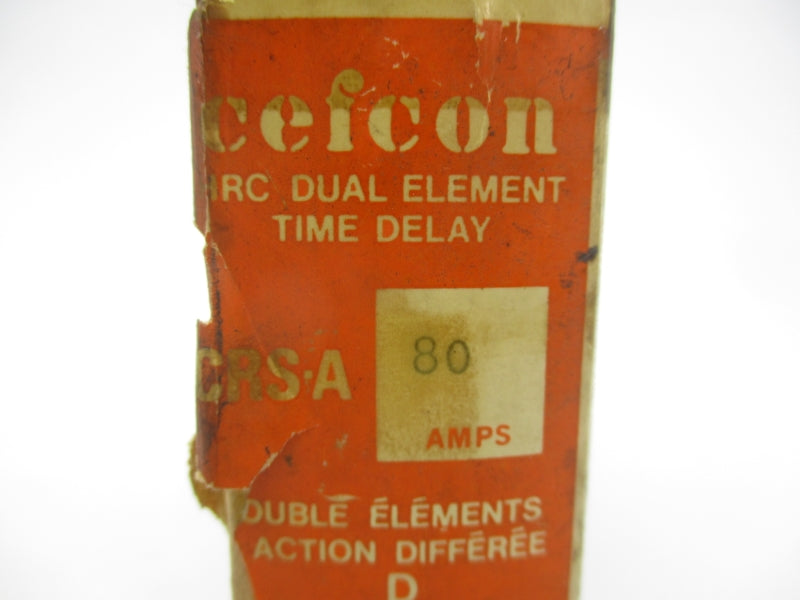 cefcon
HRC DUAL ELEMENT
TIME DELAY
CRS-A
80
AMPS
DOUBLE ÉLÉMENTS
ACTION DIFFÉRÉE
D